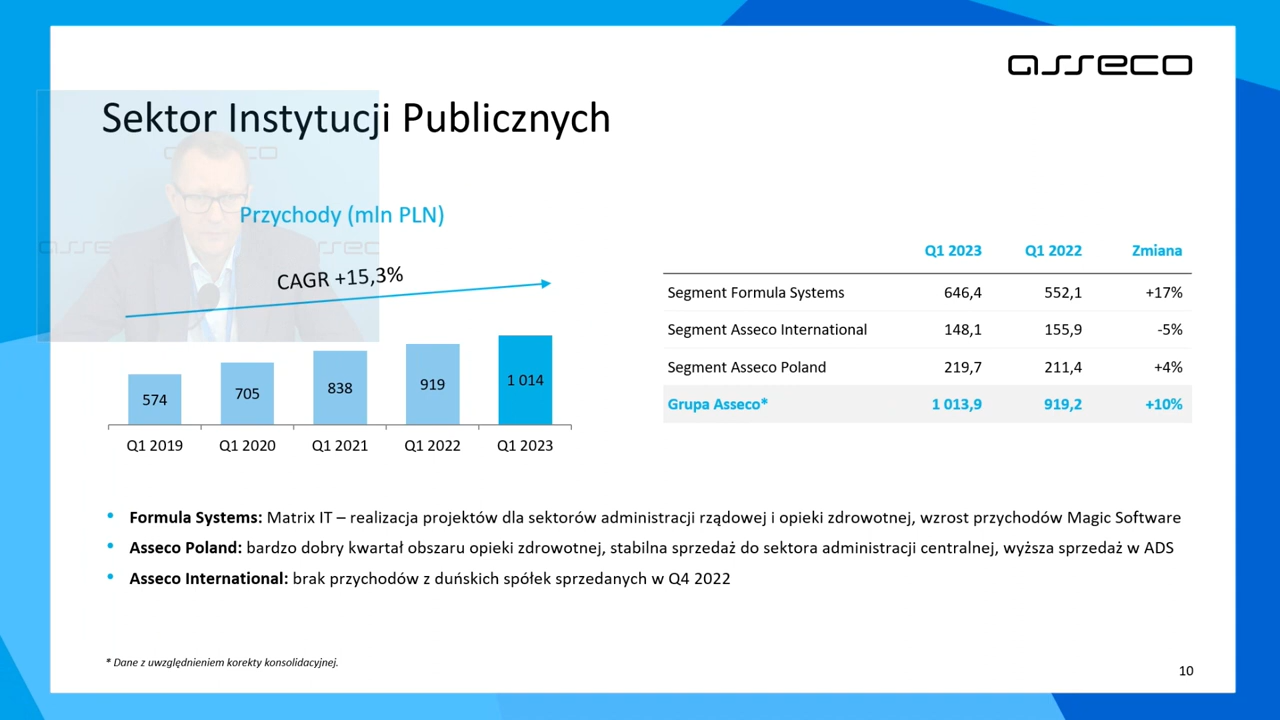 asseco
Sektor Instytucji Publicznych
asseco
asseco
ssec
Przychody (mln PLN)
CAGR +15,3%
574
705
838
919
1 014
Q1 2019
Q1 2020
Q1 2021
Q1 2022
Q1 2023
Q1 2023 Q1 2022 Zmiana
Segment Formula Systems 646,4 552,1 +17%
Segment Asseco International 148,1 155,9 -5%
Segment Asseco Poland 219,7 211,4 +4%
Grupa Asseco* 1 013,9 919,2 +10%
• Formula Systems: Matrix IT – realizacja projektów dla sektorów administracji rządowej i opieki zdrowotnej, wzrost przychodów Magic Software
• Asseco Poland: bardzo dobry kwartał obszaru opieki zdrowotnej, stabilna sprzedaż do sektora administracji centralnej, wyższa sprzedaż w ADS
• Asseco International: brak przychodów z duńskich spółek sprzedanych w Q4 2022
* Dane z uwzględnieniem korekty konsolidacyjnej.
10